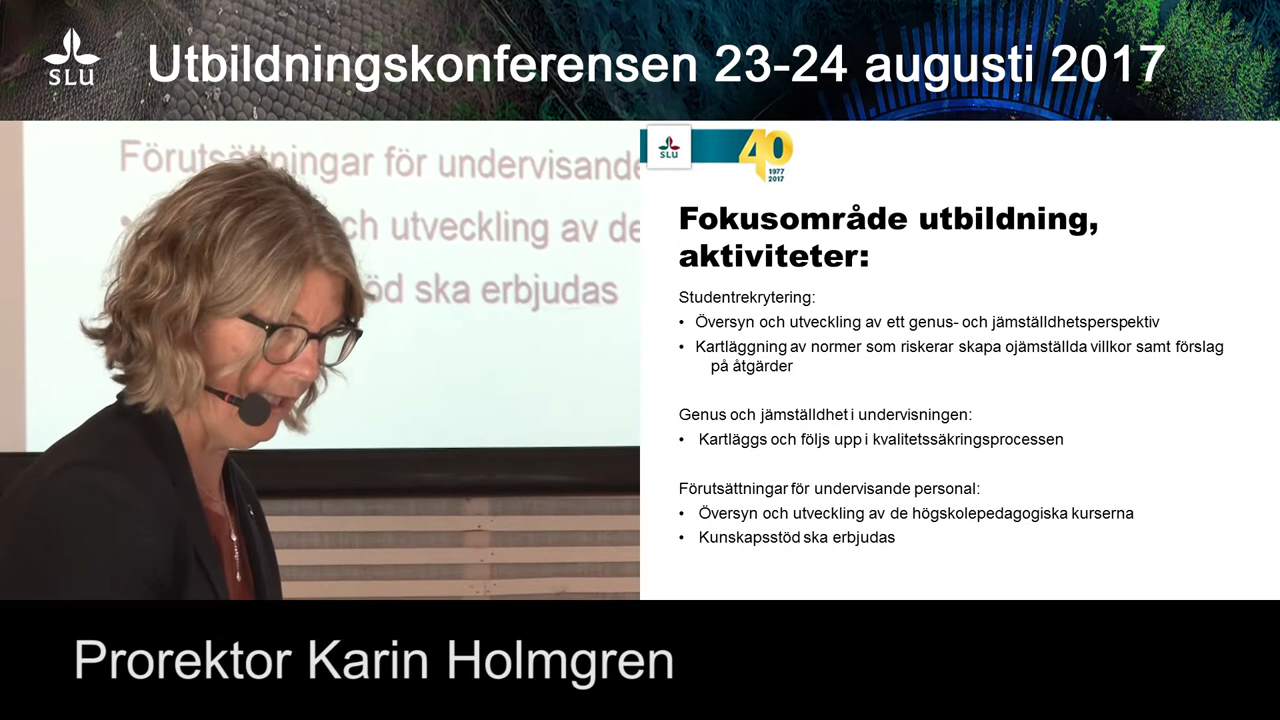 SLU
Utbildningskonferensen 23-24 augusti 2017
Förutsättningar för undervisande
ch utveckling av de
öd ska erbjudas
SLU
40
1977
2017
Fokusområde utbildning,
aktiviteter:
Studentrekrytering:
• Översyn och utveckling av ett genus- och jämställdhetsperspektiv
• Kartläggning av normer som riskerar skapa ojämställda villkor samt förslag
på åtgärder
Genus och jämställdhet i undervisningen:
• Kartläggs och följs upp i kvalitetssäkringsprocessen
Förutsättningar för undervisande personal:
• Översyn och utveckling av de högskolepedagogiska kurserna
• Kunskapsstöd ska erbjudas
Prorektor Karin Holmgren